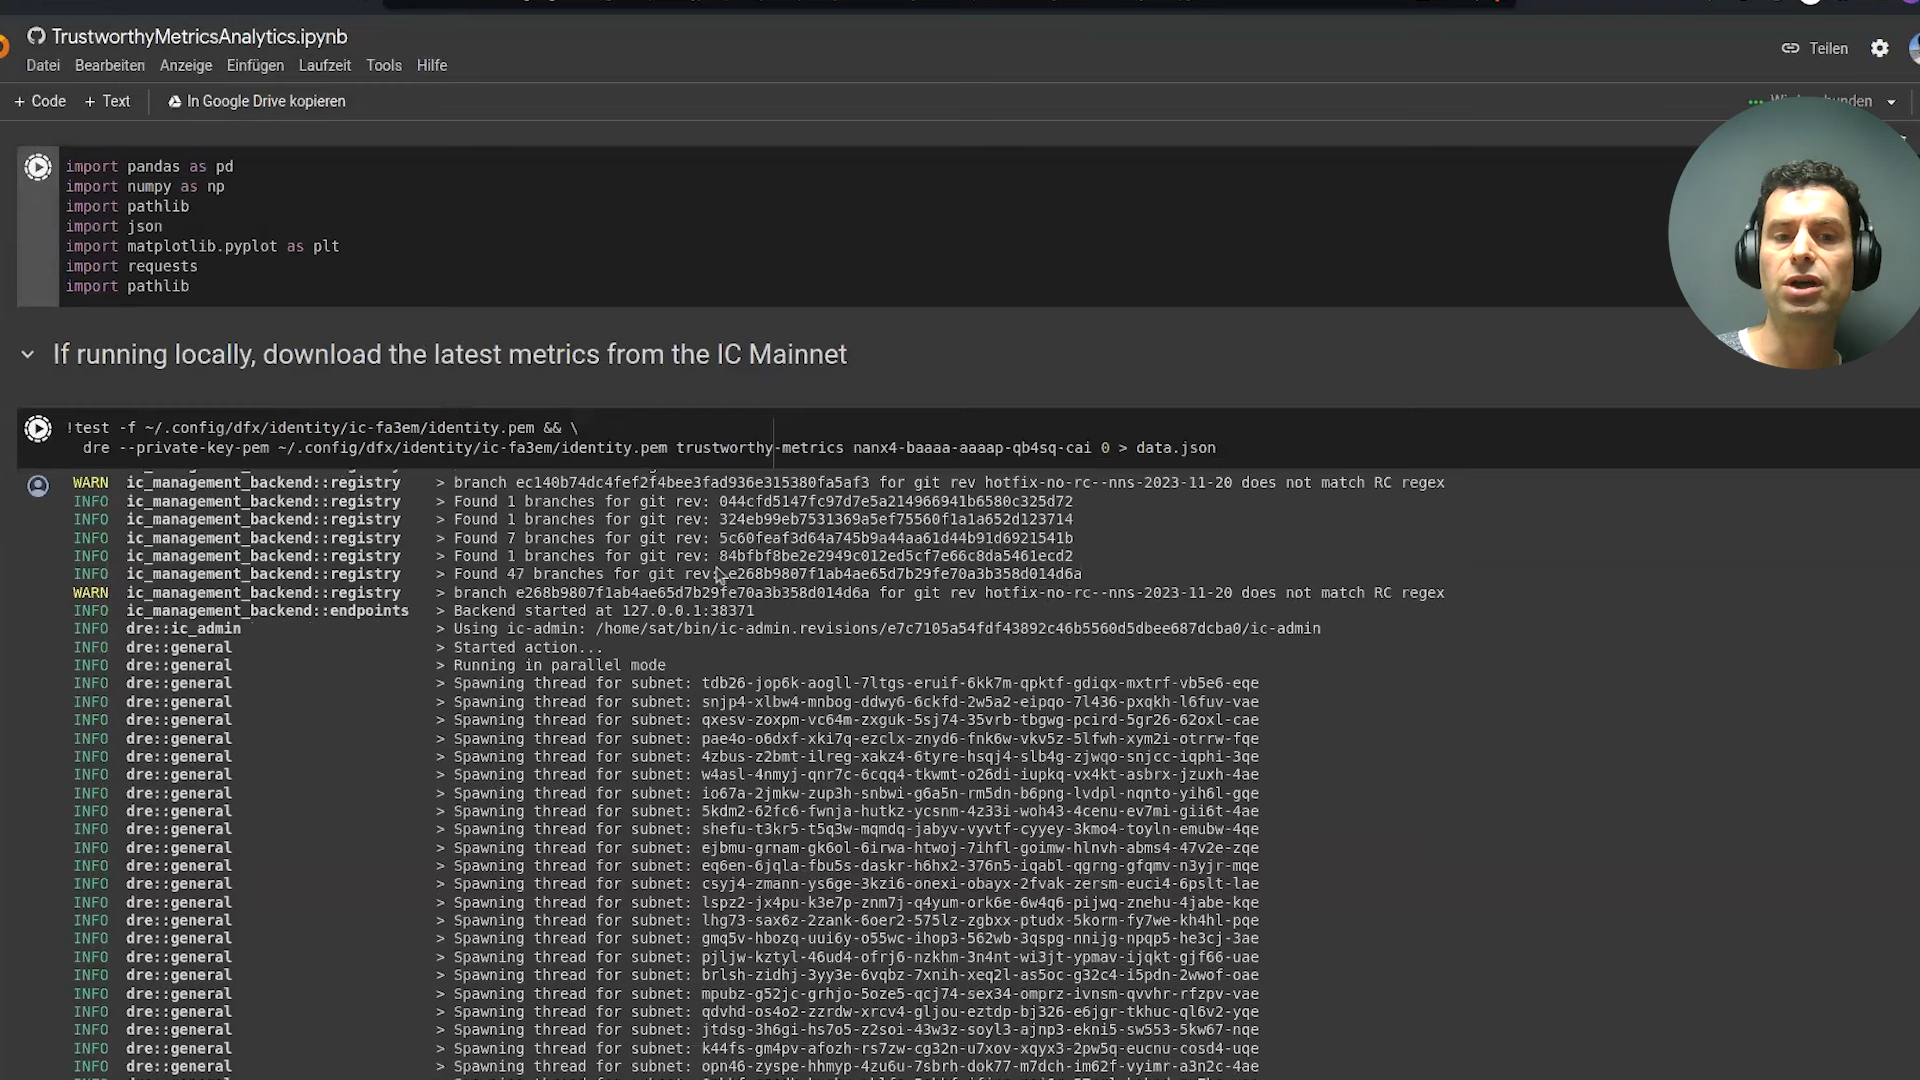 TrustworthyMetricsAnalytics.ipynb
Datei Bearbeiten Anzeige Einfügen Laufzeit Tools Hilfe
Teilen
+ Code + Text In Google Drive kopieren
import pandas as pd
import numpy as np
import pathlib
import json
import matplotlib.pyplot as plt
import requests
import pathlib
If running locally, download the latest metrics from the IC Mainnet
!test -f ~/.config/dfx/identity/ic-fa3em/identity.pem && \
dre --private-key-pem ~/.config/dfx/identity/ic-fa3em/identity.pem trustworthy-metrics nanx4-baaaa-aaaap-qb4sq-cai 0 > data.json
WARN ic_management_backend::registry > branch ec140b74dc4fef2f4bee3fad936e315380fa5af3 for git rev hotfix-no-rc--nns-2023-11-20 does not match RC regex
INFO ic_management_backend::registry > Found 1 branches for git rev: 044cfd5147fc97d7e5a214966941b6580c325d72
INFO ic_management_backend::registry > Found 1 branches for git rev: 324eb99eb7531369a5ef75560f1a1a652d123714
INFO ic_management_backend::registry > Found 7 branches for git rev: 5c60feaf3d64a745b9a44aa61d44b91d6921541b
INFO ic_management_backend::registry > Found 1 branches for git rev: 84bfbf8be2e2949c012ed5cf7e66c8da5461ecd2
INFO ic_management_backend::registry > Found 47 branches for git rev: e268b9807f1ab4ae65d7b29fe70a3b358d014d6a
WARN ic_management_backend::registry > branch e268b9807f1ab4ae65d7b29fe70a3b358d014d6a for git rev hotfix-no-rc--nns-2023-11-20 does not match RC regex
INFO ic_management_backend::endpoints > Backend started at 127.0.0.1:38371
INFO dre::ic_admin > Using ic-admin: /home/sat/bin/ic-admin.revisions/e7c7105a54fdf43892c46b5560d5dbee687dcba0/ic-admin
INFO dre::general > Started action...
INFO dre::general > Running in parallel mode
INFO dre::general > Spawning thread for subnet: tdb26-jop6k-aogll-7ltgs-eruif-6kk7m-qpktf-gdiqx-mxtrf-vb5e6-eqe
INFO dre::general > Spawning thread for subnet: snjp4-xlbw4-mnbog-ddwy6-6ckfd-2w5a2-eipqo-7l436-pxqkh-l6fuv-vae
INFO dre::general > Spawning thread for subnet: qxesv-zoxpm-vc64m-zxguk-5sj74-35vrb-tbgwg-pcird-5gr26-62oxl-cae
INFO dre::general > Spawning thread for subnet: pae4o-o6dxf-xki7q-ezclx-znyd6-fnk6w-vkv5z-5lfwh-xym2i-otrrw-fqe
INFO dre::general > Spawning thread for subnet: 4zbus-z2bmt-ilreg-xakz4-6tyre-hsqj4-slb4g-zjwqo-snjcc-iqphi-3qe
INFO dre::general > Spawning thread for subnet: w4asl-4nmyj-qnr7c-6cqq4-tkwmt-o26di-iupkq-vx4kt-asbrx-jzuxh-4ae
INFO dre::general > Spawning thread for subnet: io67a-2jmkw-zup3h-snbwi-g6a5n-rm5dn-b6png-lvdpl-nqnto-yih6l-gqe
INFO dre::general > Spawning thread for subnet: 5kdm2-62fc6-fwnja-hutkz-ycsnm-4z33i-woh43-4cenu-ev7mi-gii6t-4ae
INFO dre::general > Spawning thread for subnet: shefu-t3kr5-t5q3w-mqmdq-jabyv-vyvtf-cyyey-3kmo4-toyln-emubw-4qe
INFO dre::general > Spawning thread for subnet: ejbmu-grnam-gk6ol-6irwa-htwoj-7ihfl-goimw-hlnvh-abms4-47v2e-zqe
INFO dre::general > Spawning thread for subnet: eq6en-6jqla-fbu5s-daskr-h6hx2-376n5-iqabl-qgrng-gfqmv-n3yjr-mqe
INFO dre::general > Spawning thread for subnet: csyj4-zmann-ys6ge-3kzi6-onexi-obayx-2fvak-zersm-euci4-6pslt-lae
INFO dre::general > Spawning thread for subnet: lspz2-jx4pu-k3e7p-znm7j-q4yum-ork6e-6w4q6-pijwq-znehu-4jabe-kqe
INFO dre::general > Spawning thread for subnet: lhg73-sax6z-2zank-6oer2-575lz-zgbxx-ptudx-5korm-fy7we-kh4hl-pqe
INFO dre::general > Spawning thread for subnet: gmq5v-hbozq-uui6y-o55wc-ihop3-562wb-3qspg-nnijg-npqp5-he3cj-3ae
INFO dre::general > Spawning thread for subnet: pjljw-kztyl-46ud4-ofrj6-nzkhm-3n4nt-wi3jt-ypmav-ijqkt-gjf66-uae
INFO dre::general > Spawning thread for subnet: brlsh-zidhj-3yy3e-6vqbz-7xnih-xeq2l-as5oc-g32c4-i5pdn-2wwof-oae
INFO dre::general > Spawning thread for subnet: mpubz-g52jc-grhjo-5oze5-qcj74-sex34-omprz-ivnsm-qvvhr-rfzpv-vae
INFO dre::general > Spawning thread for subnet: qdvhd-os4o2-zzrdw-xrcv4-gljou-eztdp-bj326-e6jgr-tkhuc-ql6v2-yqe
INFO dre::general > Spawning thread for subnet: jtdsg-3h6gi-hs7o5-z2soi-43w3z-soyl3-ajnp3-ekni5-sw553-5kw67-nqe
INFO dre::general > Spawning thread for subnet: k44fs-gm4pv-afozh-rs7zw-cg32n-u7xov-xqyx3-2pw5q-eucnu-cosd4-uqe
INFO dre::general > Spawning thread for subnet: opn46-zyspe-hhmyp-4zu6u-7sbrh-dok77-m7dch-im62f-vyimr-a3n2c-4ae